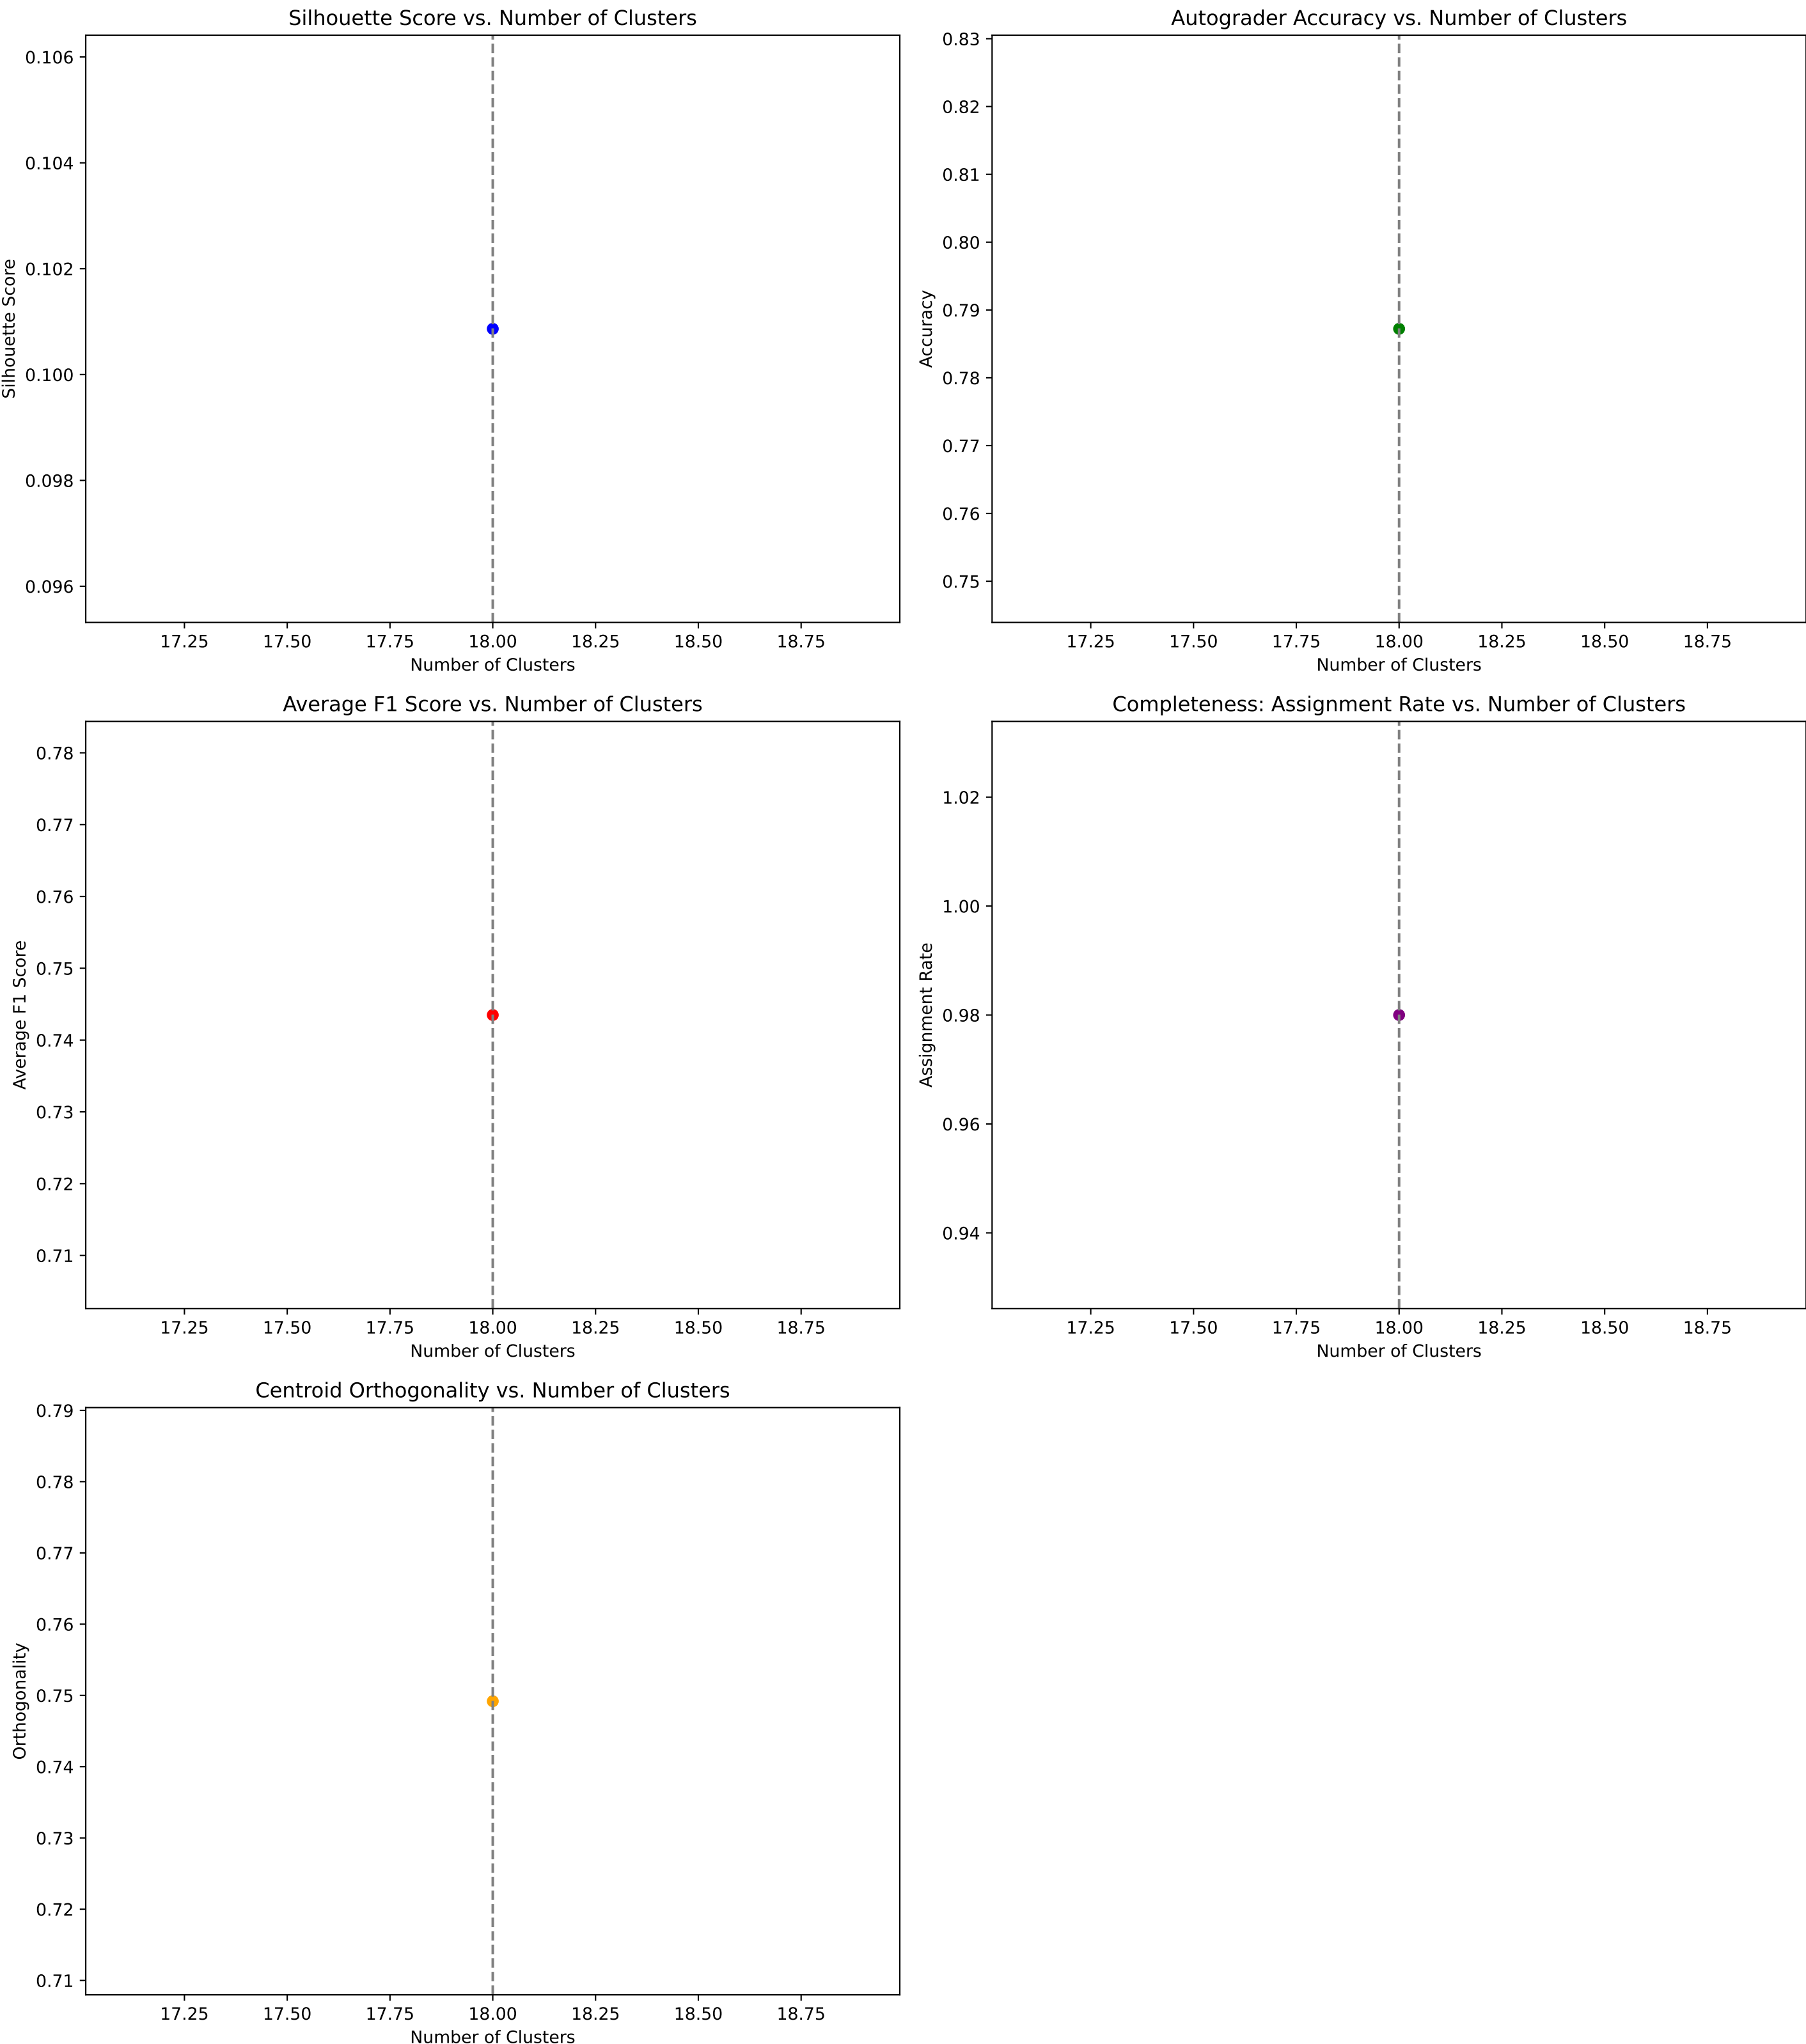 Silhouette Score vs. Number of Clusters
0.106
0.104
0.102
0.100
0.098
0.096
Silhouette Score
17.25 17.50 17.75 18.00 18.25 18.50 18.75
Number of Clusters
Autograder Accuracy vs. Number of Clusters
0.83
0.82
0.81
0.80
0.79
0.78
0.77
0.76
0.75
Accuracy
17.25 17.50 17.75 18.00 18.25 18.50 18.75
Number of Clusters
Average F1 Score vs. Number of Clusters
0.78
0.77
0.76
0.75
0.74
0.73
0.72
0.71
Average F1 Score
17.25 17.50 17.75 18.00 18.25 18.50 18.75
Number of Clusters
Completeness: Assignment Rate vs. Number of Clusters
1.02
1.00
0.98
0.96
0.94
Assignment Rate
17.25 17.50 17.75 18.00 18.25 18.50 18.75
Number of Clusters
Centroid Orthogonality vs. Number of Clusters
0.79
0.78
0.77
0.76
0.75
0.74
0.73
0.72
0.71
Orthogonality
17.25 17.50 17.75 18.00 18.25 18.50 18.75
Number of Clusters